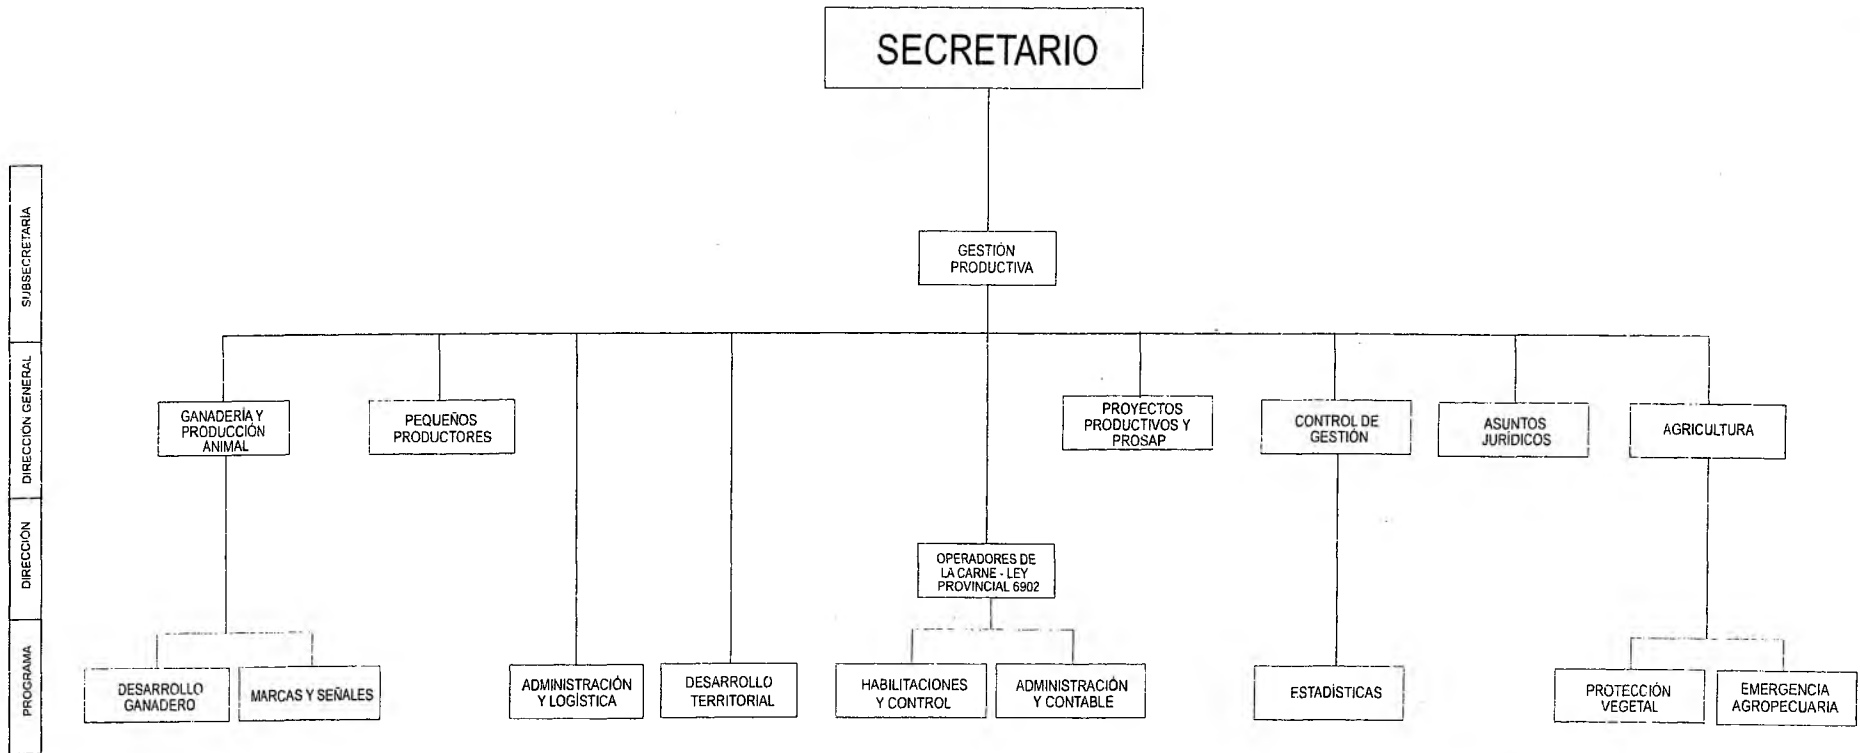 SECRETARIO
SUBSECRETARÍA
GESTIÓN
PRODUCTIVA
DIRECCIÓN GENERAL
GANADERÍA Y
PRODUCCIÓN
ANIMAL
PEQUEÑOS
PRODUCTORES
PROYECTOS
PRODUCTIVOS Y
PROSAP
CONTROL DE
GESTIÓN
ASUNTOS
JURÍDICOS
AGRICULTURA
DIRECCIÓN
OPERADORES DE
LA CARNE - LEY
PROVINCIAL 6902
PROGRAMA
DESARROLLO
GANADERO
MARCAS Y SEÑALES
ADMINISTRACIÓN
Y LOGÍSTICA
DESARROLLO
TERRITORIAL
HABILITACIONES
Y CONTROL
ADMINISTRACIÓN
Y CONTABLE
ESTADÍSTICAS
PROTECCIÓN
VEGETAL
EMERGENCIA
AGROPECUARIA